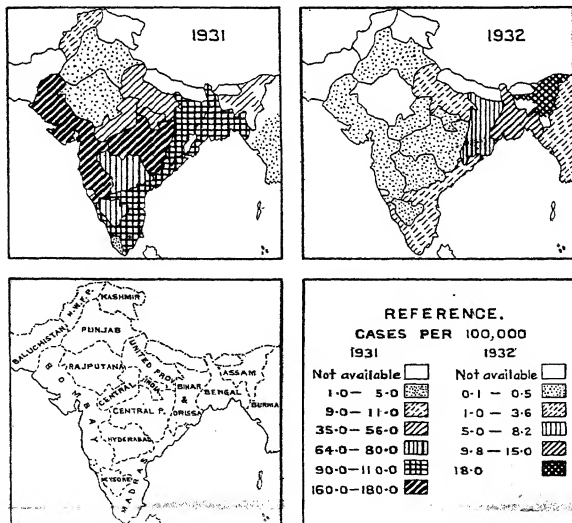 1931
1932
N.W.F.P.
KASHMIR
BALUCHISTAN
PUNJAB
RAJPUTANA
UNITED PROV.
BOMBAY
CENTRAL INDIA
CENTRAL P.
BIHAR
&
ORISSA
ASSAM
BENGAL
BURMA
HYDERABAD
MYSORE
MADRAS
REFERENCE.
CASES PER 100,000
1931 1932
Not available Not available
1.0— 5.0 0.1 — 0.5
9.0 — 11.0 1.0 — 3.6
35.0 — 56.0 5.0 — 8.2
64.0 — 80.0 9.8 — 15.0
90.0 — 110.0 18.0
160.0 — 180.0